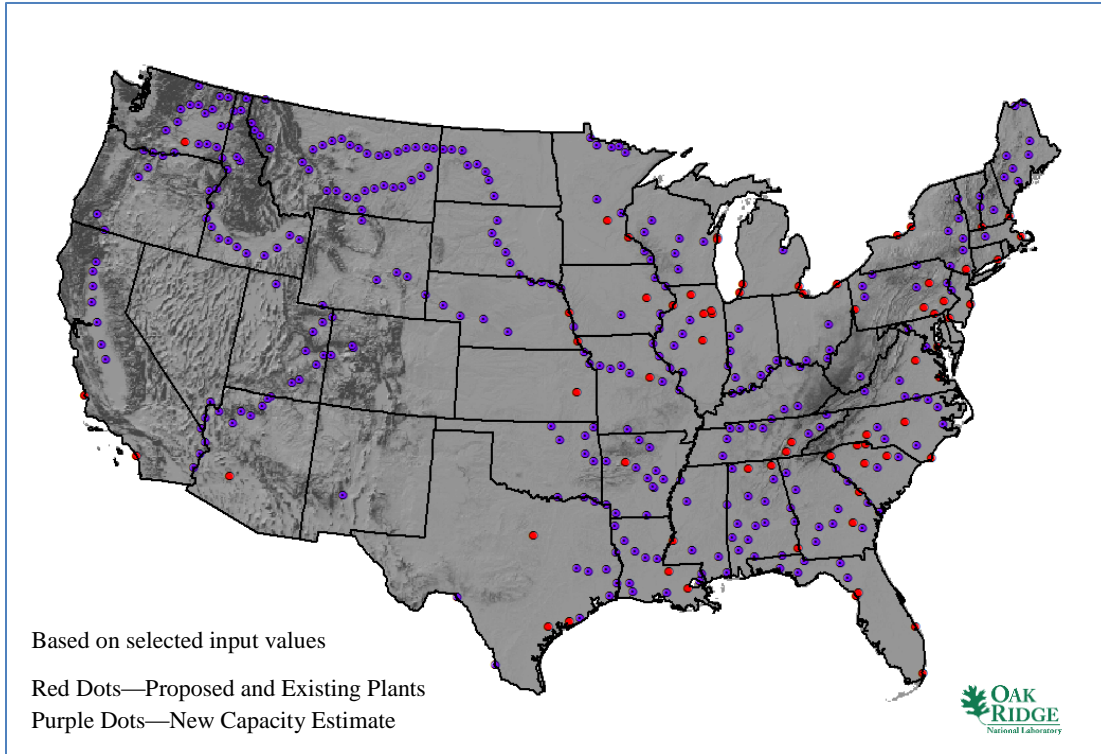 Based on selected input values
Red Dots—Proposed and Existing Plants
Purple Dots—New Capacity Estimate
OAK
RIDGE
National Laboratory